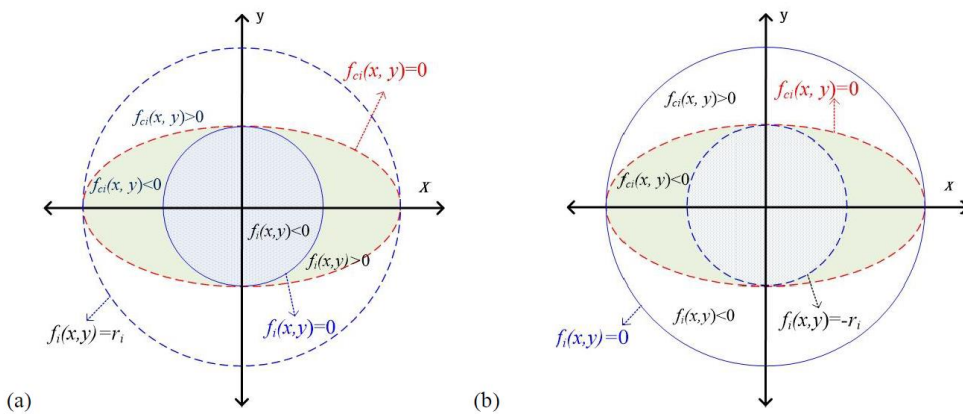 y
f_ci(x, y)=0
f_ci(x, y)>0
X
f_ci(x, y)<0
f_i(x,y)<0
f_i(x,y)>0
f_i(x,y)=r_i
f_i(x,y)=0
(a)
y
f_ci(x, y)>0
f_ci(x, y)=0
X
f_ci(x, y)<0
f_i(x,y)<0
f_i(x,y)=-r_i
f_i(x,y)=0
(b)